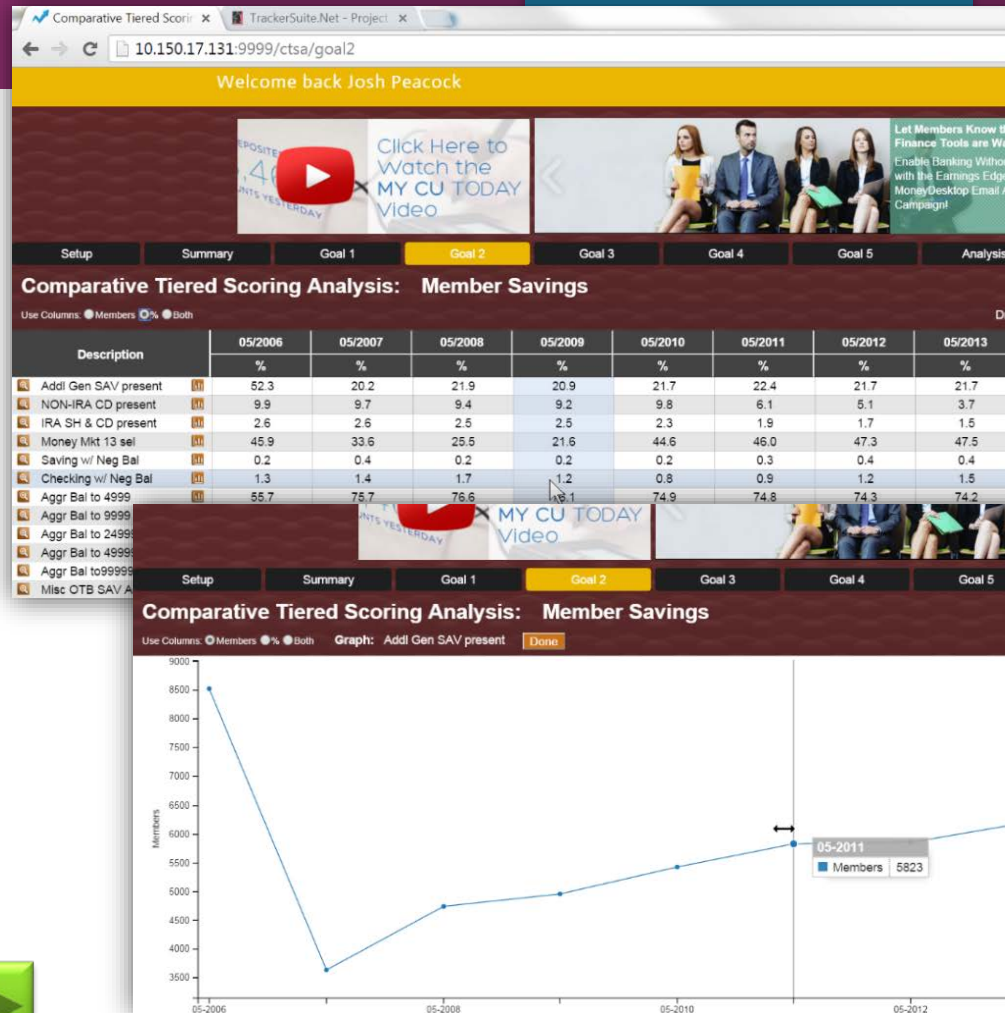 Comparative Tiered Scorin
TrackerSuite.Net - Project
10.150.17.131:9999/ctsa/goal2
Welcome back Josh Peacock
Click Here to
Watch the
MY CU TODAY
Video
YESTERDAY
Let Members Know
Finance Tools are
Enable Banking
with the Earnings Edge
MoneyDesktop Email
Campaign!
Setup Summary Goal 1 Goal 2 Goal 3 Goal 4 Goal 5 Analysis
Comparative Tiered Scoring Analysis: Member Savings
Use Columns: Members % Both
Description 05/2006 05/2007 05/2008 05/2009 05/2010 05/2011 05/2012 05/2013
% % % % % % % %
Addl Gen SAV present 52.3 20.2 21.9 20.9 21.7 22.4 21.7 21.7
NON-IRA CD present 9.9 9.7 9.4 9.2 9.8 6.1 5.1 3.7
IRA SH & CD present 2.6 2.6 2.5 2.5 2.3 1.9 1.7 1.5
Money Mkt 13 sel 45.9 33.6 25.5 21.6 44.6 46.0 47.3 47.5
Saving w/ Neg Bal 0.2 0.4 0.2 0.2 0.2 0.3 0.4 0.4
Checking w/ Neg Bal 1.3 1.4 1.7 1.2 0.8 0.9 1.2 1.5
Aggr Bal to 4999 55.7 75.7 76.6 74.9 74.8 74.3 74.2
Aggr Bal to 9999
Aggr Bal to 2499
Aggr Bal to 4999
Aggr Bal to99999
Misc OTB SAV A
YESTERDAY
MY CU TODAY
Video
Setup Summary Goal 1 Goal 2 Goal 3 Goal 4 Goal 5
Comparative Tiered Scoring Analysis: Member Savings
Use Columns: Members % Both Graph: Addl Gen SAV present Done
9000
8500
8000
7500
7000
6500
6000
5500
5000
4500
4000
3500
Members
05-2011
Members 5823
05-2006 05-2008 05-2010 05-2012